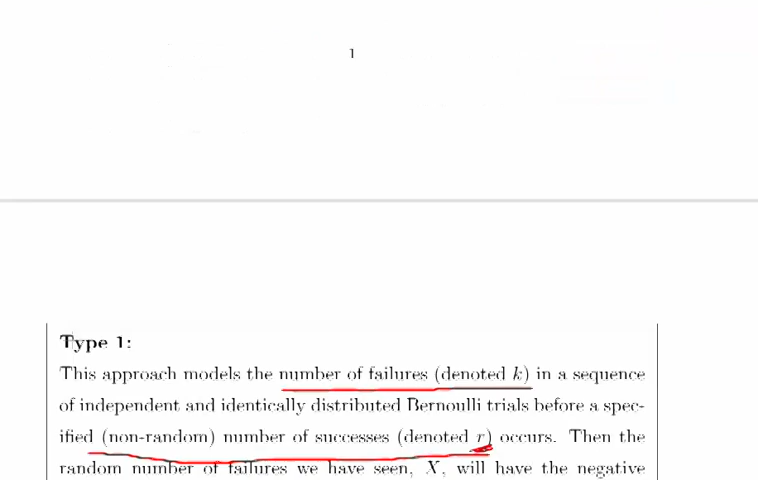 1
Type 1:
This approach models the number of failures (denoted k) in a sequence
of independent and identically distributed Bernoulli trials before a spec-
ified (non-random) number of successes (denoted r) occurs. Then the
random number of failures we have seen, X, will have the negative